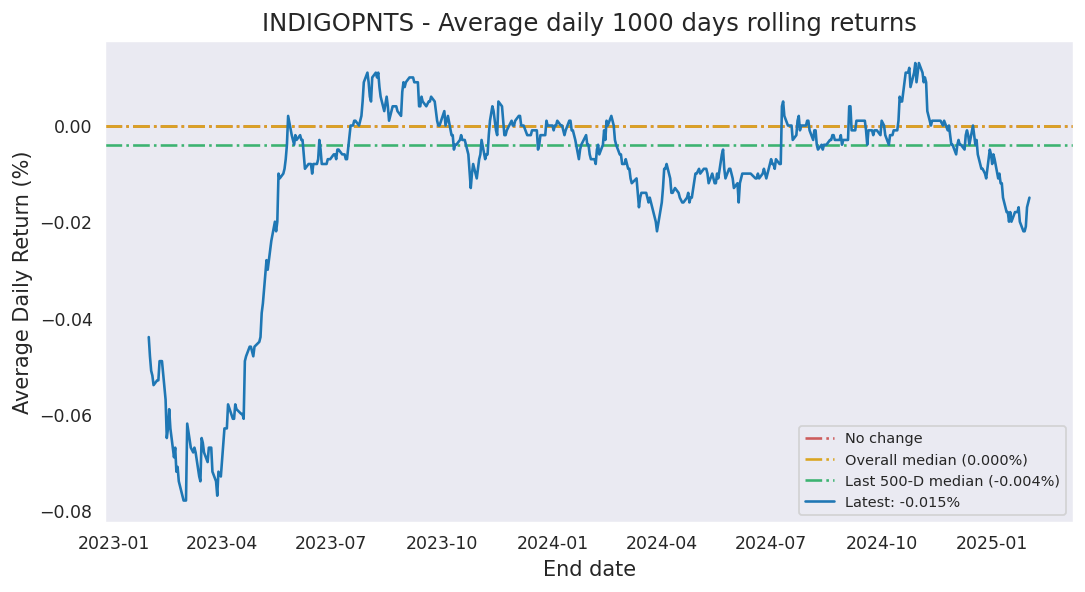 INDIGOPNTS - Average daily 1000 days rolling returns
Average Daily Return (%)
0.00
−0.02
−0.04
−0.06
−0.08
No change
Overall median (0.000%)
Last 500-D median (-0.004%)
Latest: -0.015%
2023-01 2023-04 2023-07 2023-10 2024-01 2024-04 2024-07 2024-10 2025-01
End date